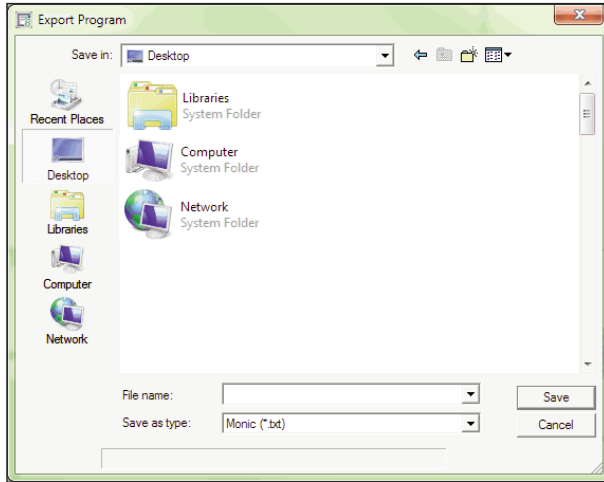 Export Program
Save in:
Desktop
Recent Places
Desktop
Libraries
Computer
Network
Libraries
System Folder
Computer
System Folder
Network
System Folder
File name:
Save
Save as type:
Monic (*.txt)
Cancel